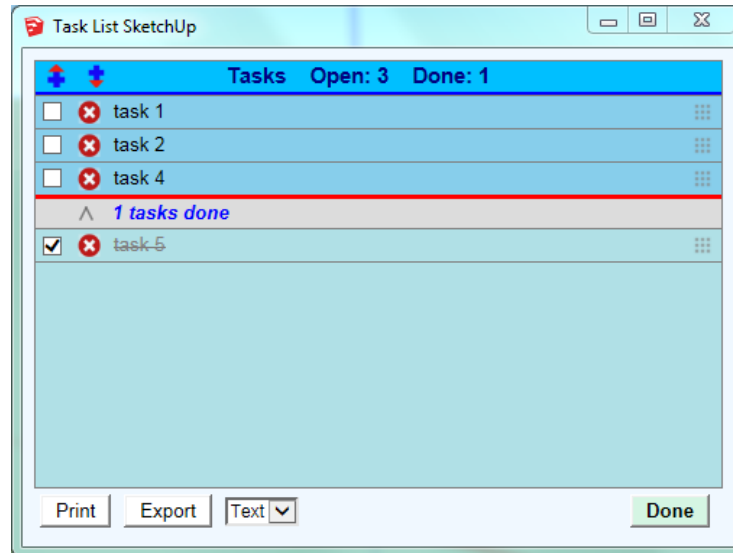 Task List SketchUp
Tasks Open: 3 Done: 1
task 1
task 2
task 4
1 tasks done
task 5
Print Export Text Done